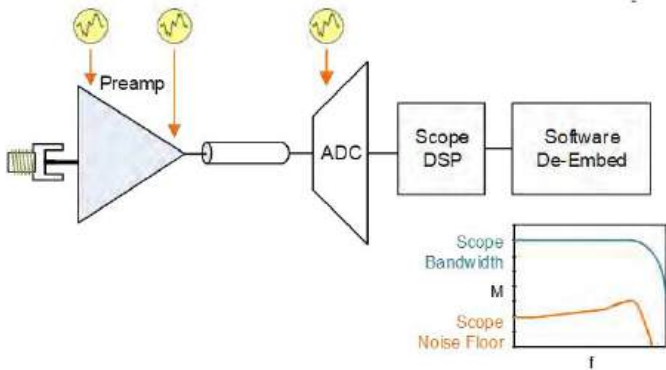 Preamp
ADC
Scope
DSP
Software
De-Embed
Scope
Bandwidth
M
Scope
Noise Floor
f